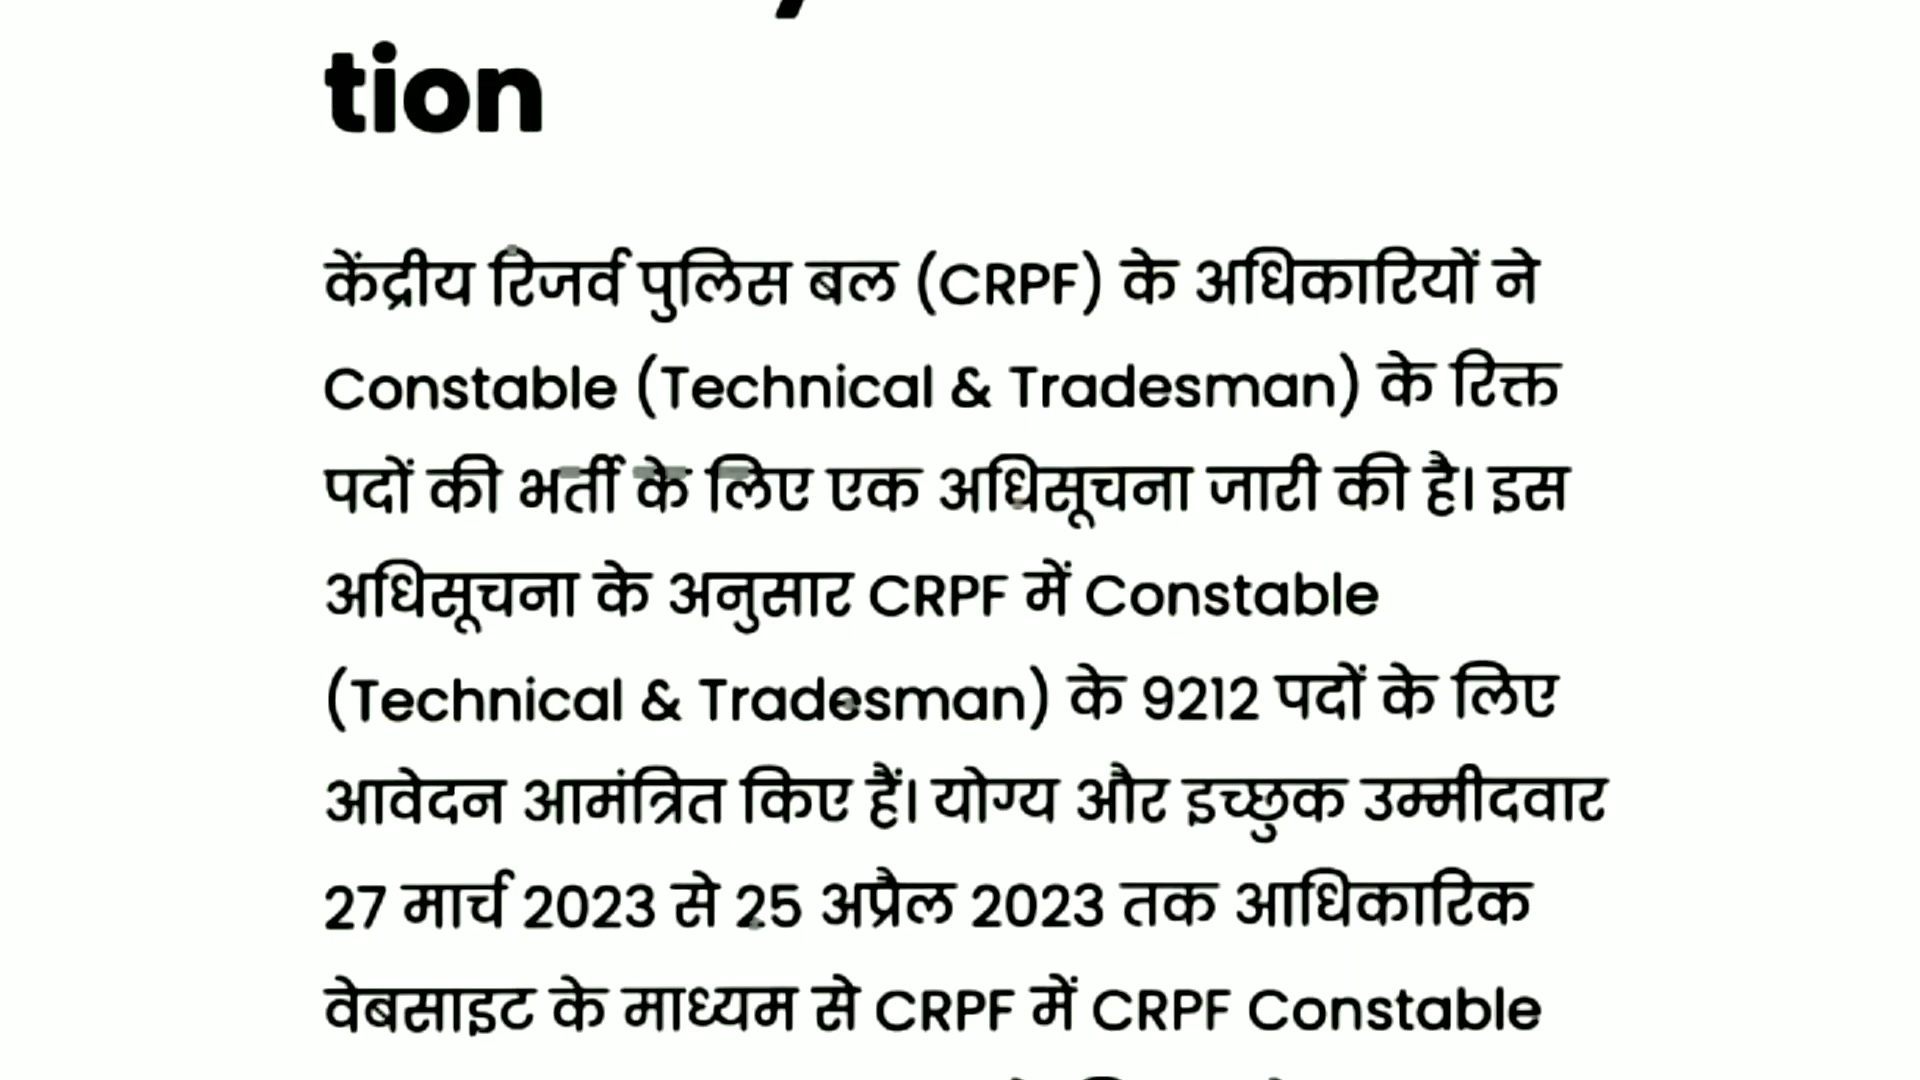 tion
केंद्रीय रिजर्व पुलिस बल (CRPF) के अधिकारियों ने
Constable (Technical & Tradesman) के रिक्त
पदों की भर्ती के लिए एक अधिसूचना जारी की है। इस
अधिसूचना के अनुसार CRPF में Constable
(Technical & Tradesman) के 9212 पदों के लिए
आवेदन आमंत्रित किए हैं। योग्य और इच्छुक उम्मीदवार
27 मार्च 2023 से 25 अप्रैल 2023 तक आधिकारिक
वेबसाइट के माध्यम से CRPF में CRPF Constable